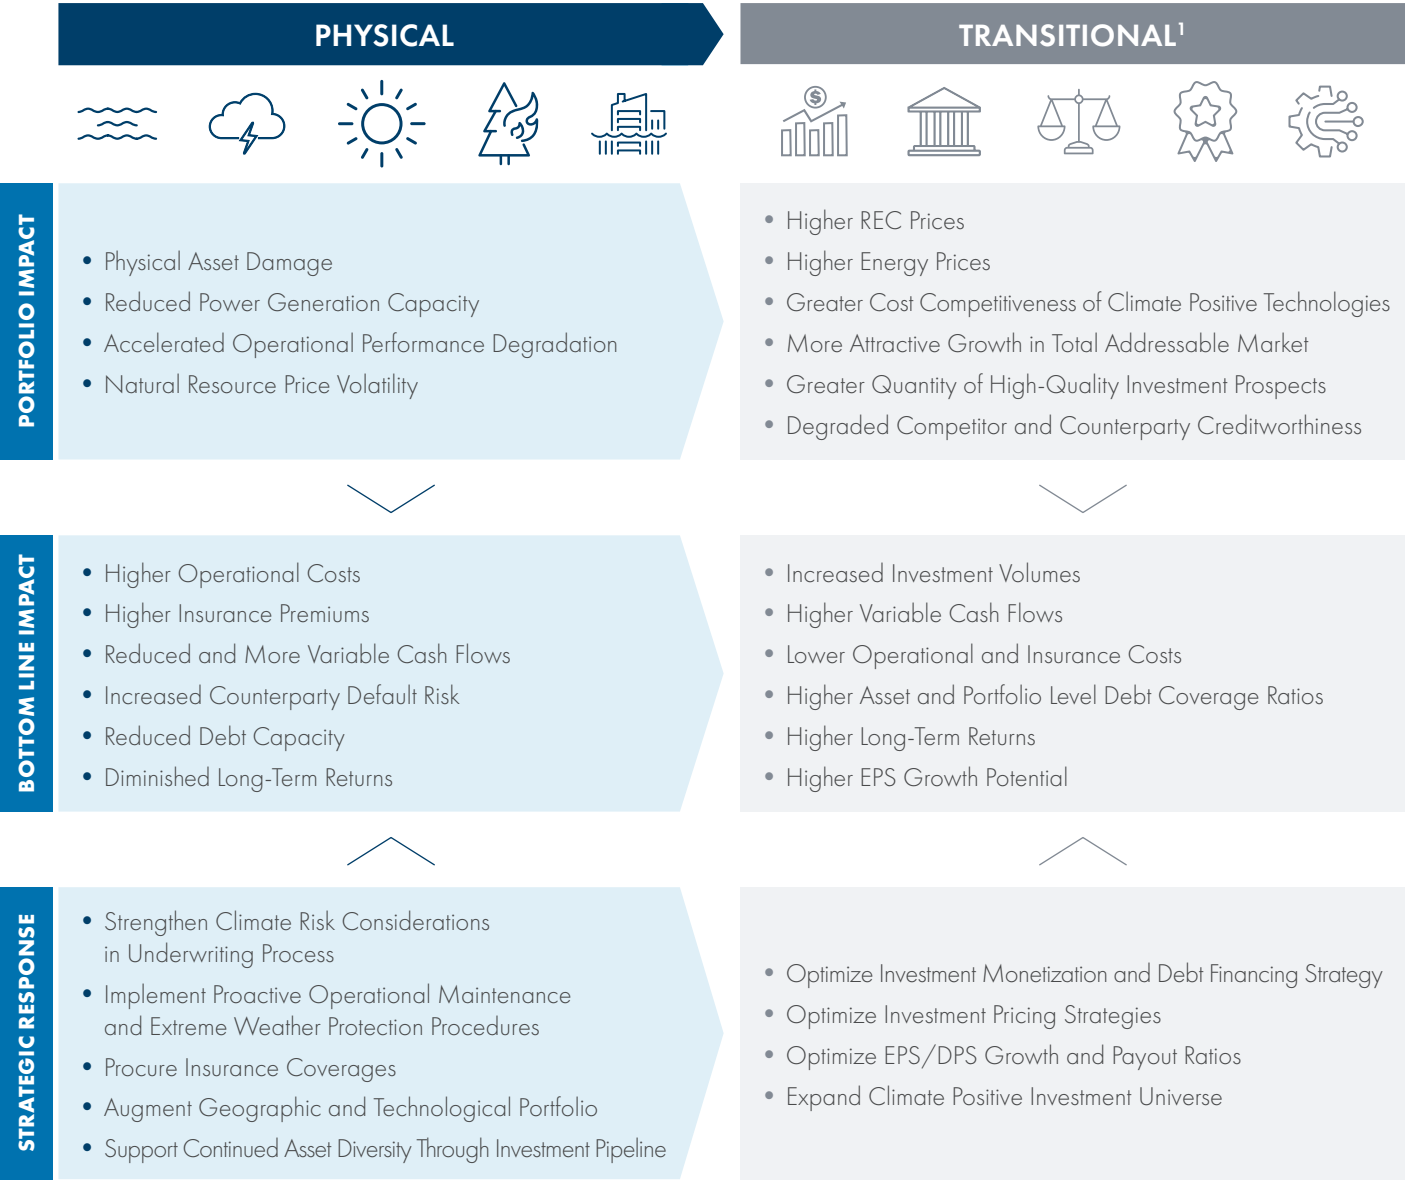 PHYSICAL
TRANSITIONAL¹
$
PORTFOLIO IMPACT
• Physical Asset Damage
• Reduced Power Generation Capacity
• Accelerated Operational Performance Degradation
• Natural Resource Price Volatility
• Higher REC Prices
• Higher Energy Prices
• Greater Cost Competitiveness of Climate Positive Technologies
• More Attractive Growth in Total Addressable Market
• Greater Quantity of High-Quality Investment Prospects
• Degraded Competitor and Counterparty Creditworthiness
BOTTOM LINE IMPACT
• Higher Operational Costs
• Higher Insurance Premiums
• Reduced and More Variable Cash Flows
• Increased Counterparty Default Risk
• Reduced Debt Capacity
• Diminished Long-Term Returns
• Increased Investment Volumes
• Higher Variable Cash Flows
• Lower Operational and Insurance Costs
• Higher Asset and Portfolio Level Debt Coverage Ratios
• Higher Long-Term Returns
• Higher EPS Growth Potential
STRATEGIC RESPONSE
• Strengthen Climate Risk Considerations
in Underwriting Process
• Implement Proactive Operational Maintenance
and Extreme Weather Protection Procedures
• Procure Insurance Coverages
• Augment Geographic and Technological Portfolio
• Support Continued Asset Diversity Through Investment Pipeline
• Optimize Investment Monetization and Debt Financing Strategy
• Optimize Investment Pricing Strategies
• Optimize EPS/DPS Growth and Payout Ratios
• Expand Climate Positive Investment Universe